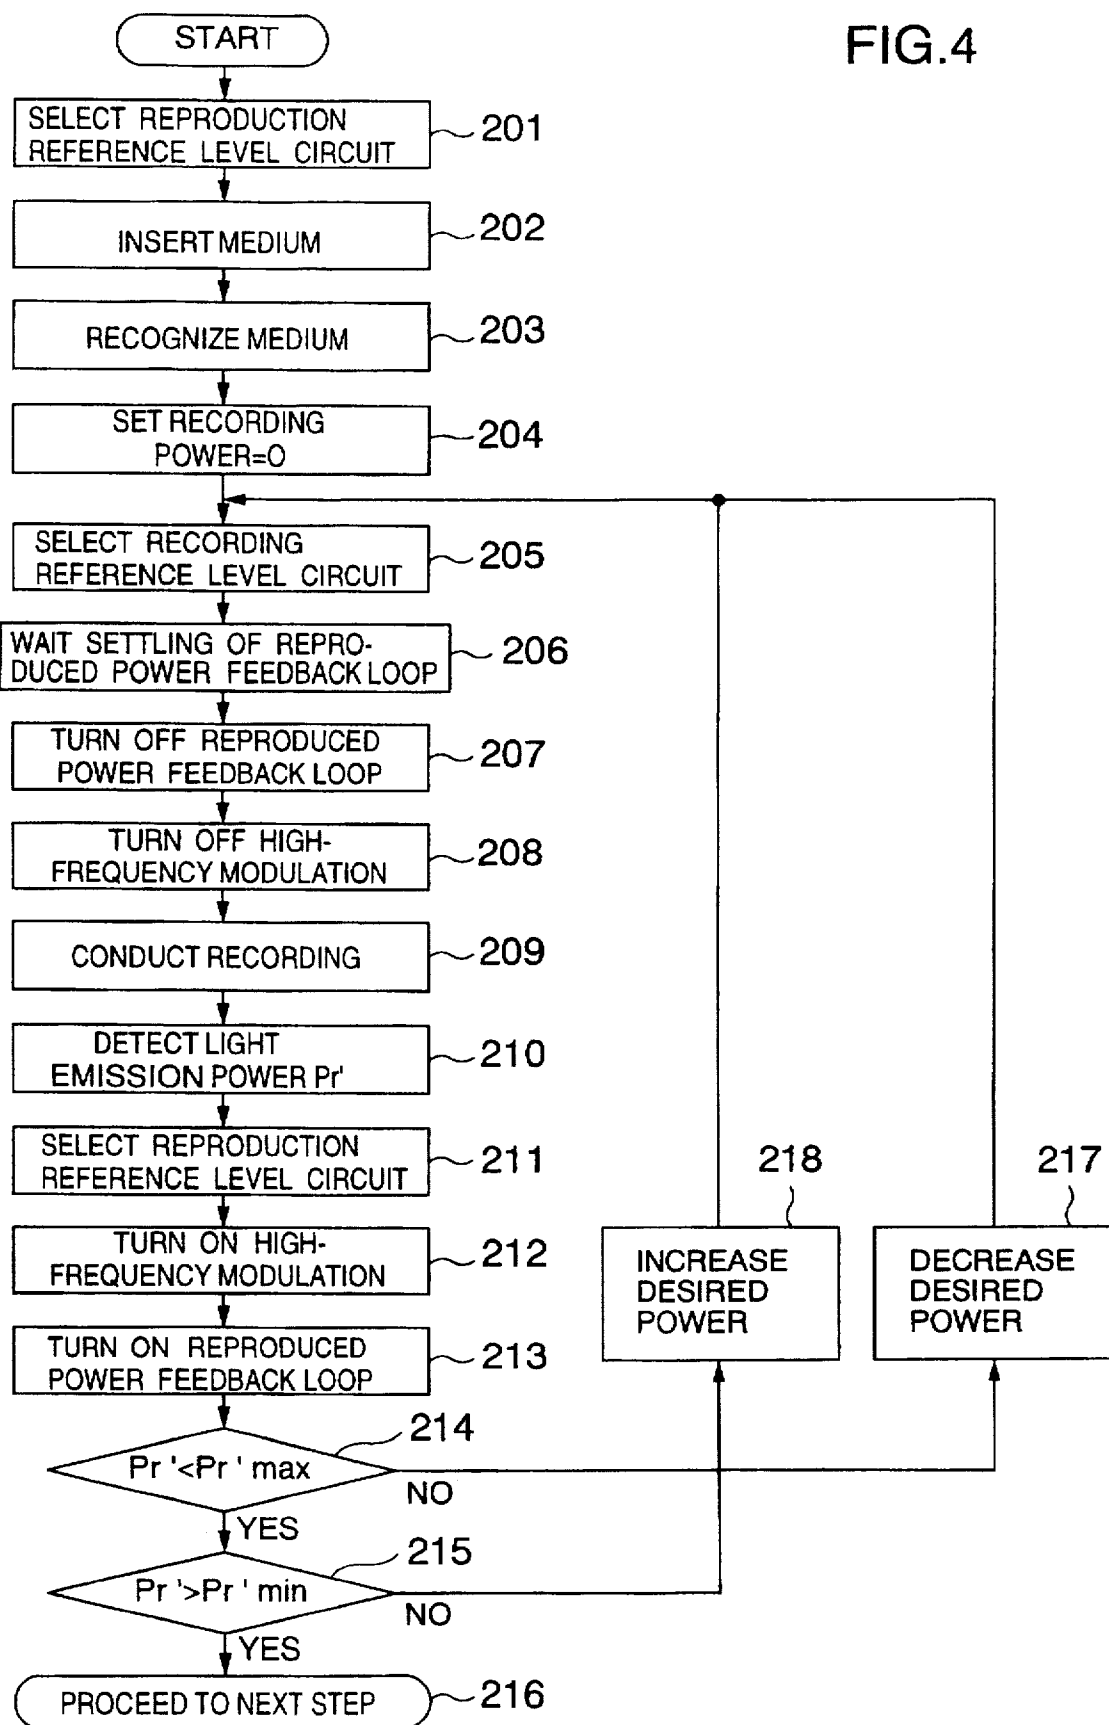 START
FIG.4
SELECT REPRODUCTION
REFERENCE LEVEL CIRCUIT
201
INSERT MEDIUM
202
RECOGNIZE MEDIUM
203
SET RECORDING
POWER=O
204
SELECT RECORDING
REFERENCE LEVEL CIRCUIT
205
WAIT SETTLING OF REPRO-
DUCED POWER FEEDBACK LOOP
206
TURN OFF REPRODUCED
POWER FEEDBACK LOOP
207
TURN OFF HIGH-
FREQUENCY MODULATION
208
CONDUCT RECORDING
209
DETECT LIGHT
EMISSION POWER Pr'
210
SELECT REPRODUCTION
REFERENCE LEVEL CIRCUIT
211
TURN ON HIGH-
FREQUENCY MODULATION
212
TURN ON REPRODUCED
POWER FEEDBACK LOOP
213
218
INCREASE
DESIRED
POWER
217
DECREASE
DESIRED
POWER
214
Pr '<Pr ' max
NO
YES
215
Pr '>Pr ' min
NO
YES
PROCEED TO NEXT STEP
216